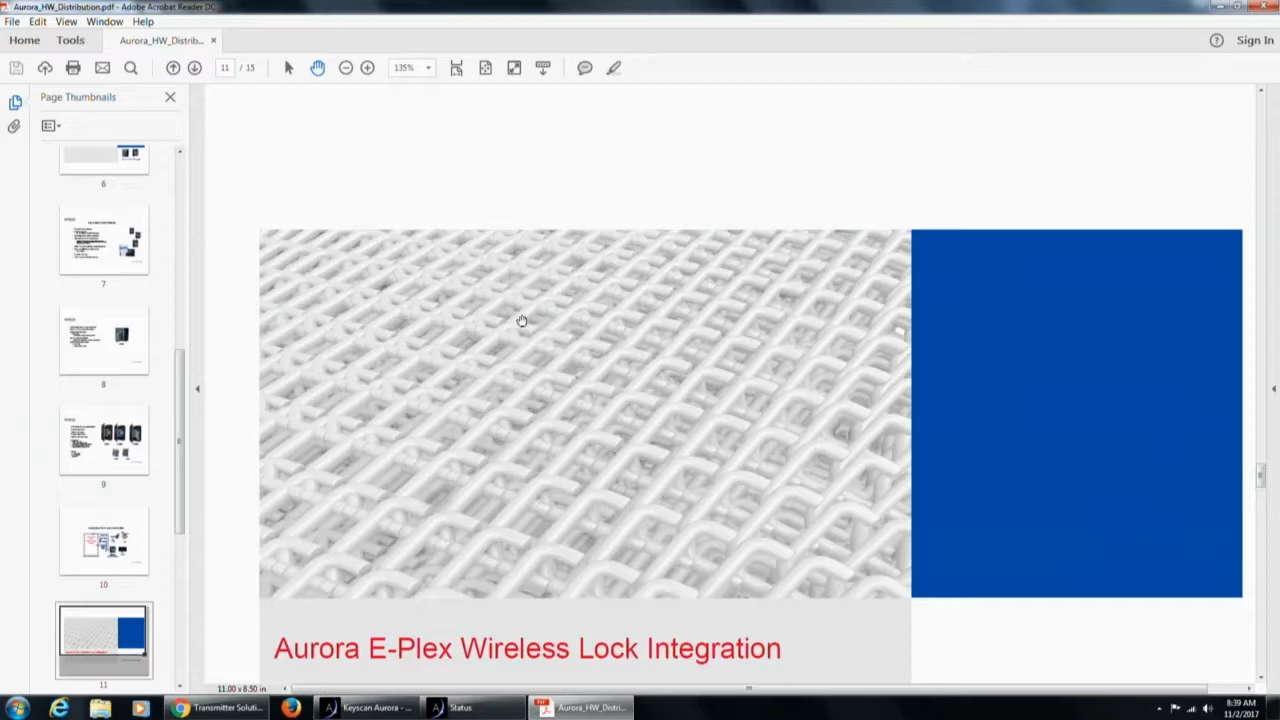 Aurora_HW_Distribution.pdf - Adobe Acrobat Reader DC
File Edit View Window Help
Home Tools Aurora_HW_Distrib... × Sign In
11 / 15 135%
Page Thumbnails
6
7
8
9
10
11
Aurora E-Plex Wireless Lock Integration
11.00 x 8.50 in
Transmitter Soluti... Keyscan Aurora - ... Status Aurora_HW_Distri...
8:39 AM
11/2/2017